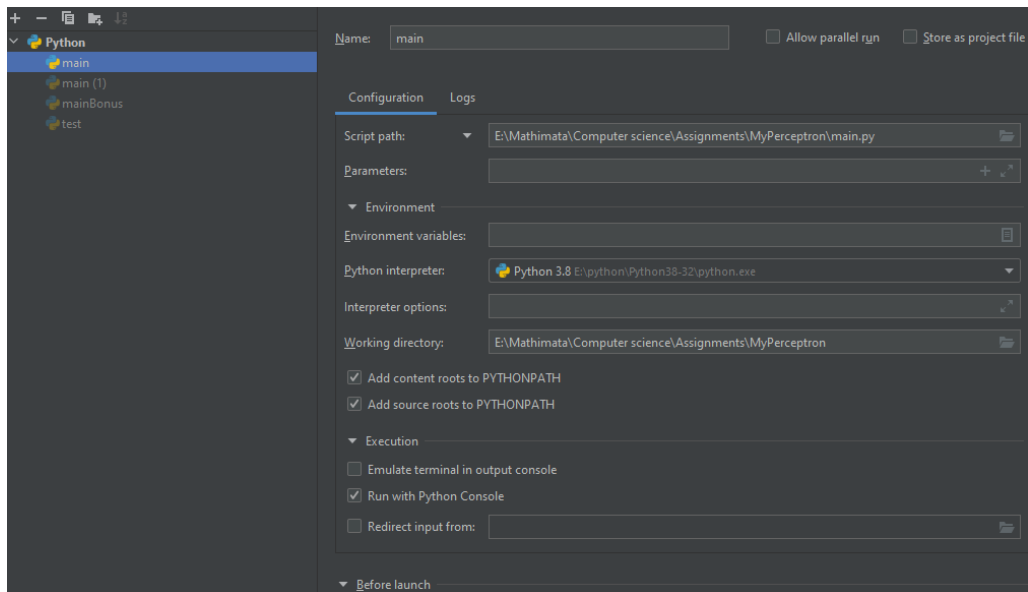 Python
main
main (1)
mainBonus
test
Name: main Allow parallel run Store as project file
Configuration Logs
Script path: E:\Mathimata\Computer science\Assignments\MyPerceptron\main.py
Parameters:
Environment
Environment variables:
Python interpreter: Python 3.8 E:\python\Python38-32\python.exe
Interpreter options:
Working directory: E:\Mathimata\Computer science\Assignments\MyPerceptron
Add content roots to PYTHONPATH
Add source roots to PYTHONPATH
Execution
Emulate terminal in output console
Run with Python Console
Redirect input from:
Before launch